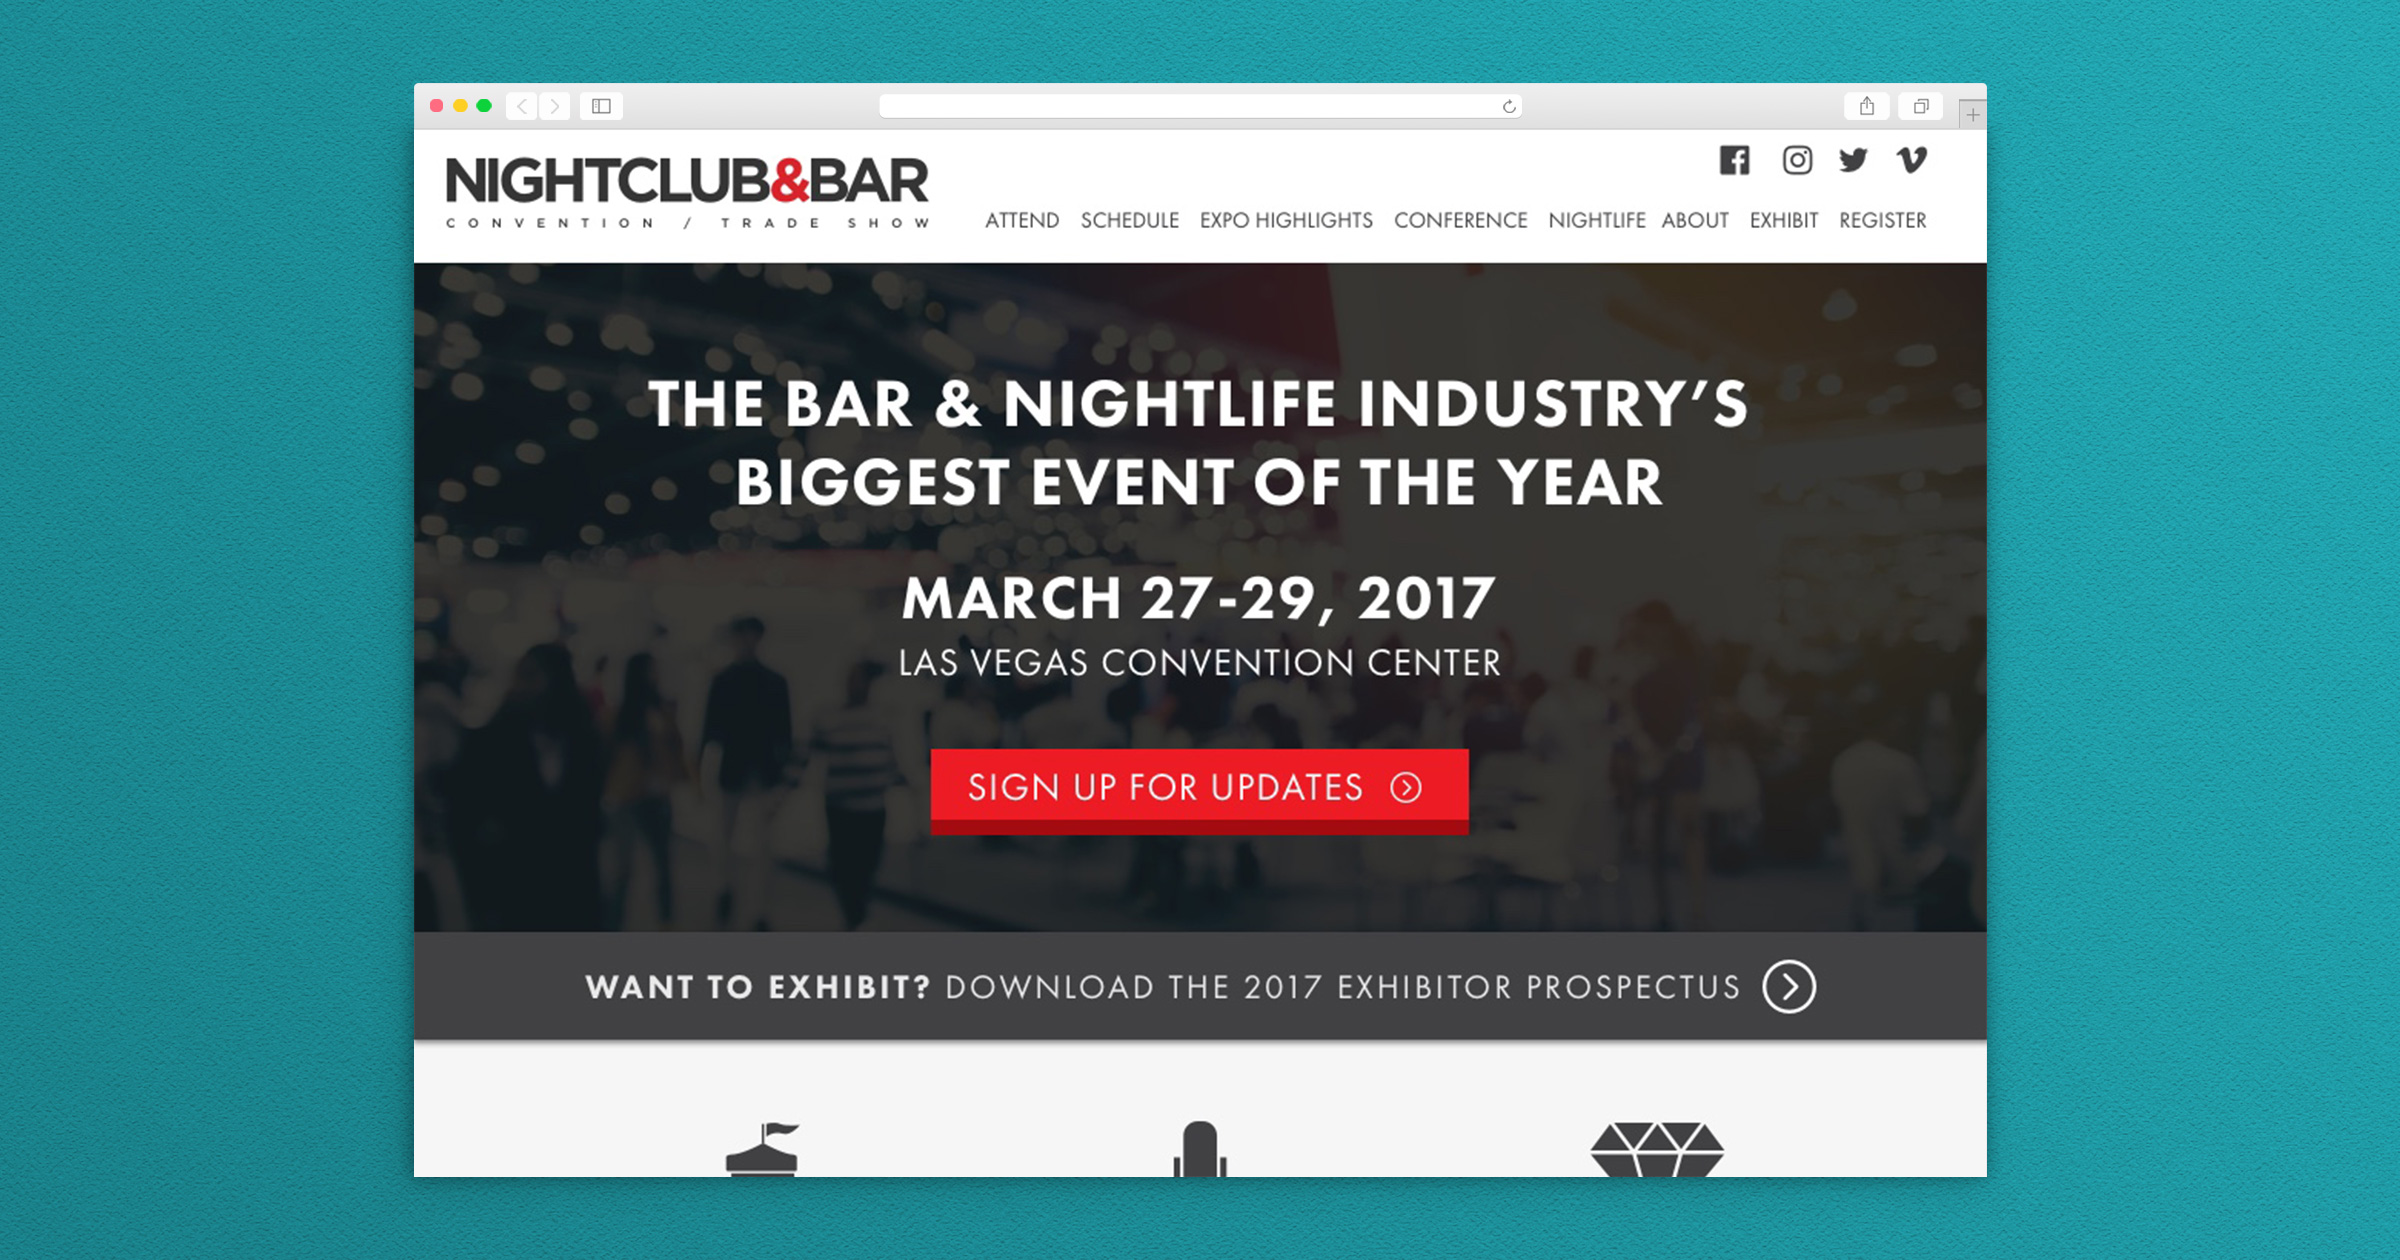 NIGHTCLUB&BAR
CONVENTION / TRADE SHOW
ATTEND SCHEDULE EXPO HIGHLIGHTS CONFERENCE NIGHTLIFE ABOUT EXHIBIT REGISTER
THE BAR & NIGHTLIFE INDUSTRY’S
BIGGEST EVENT OF THE YEAR
MARCH 27-29, 2017
LAS VEGAS CONVENTION CENTER
SIGN UP FOR UPDATES
WANT TO EXHIBIT? DOWNLOAD THE 2017 EXHIBITOR PROSPECTUS